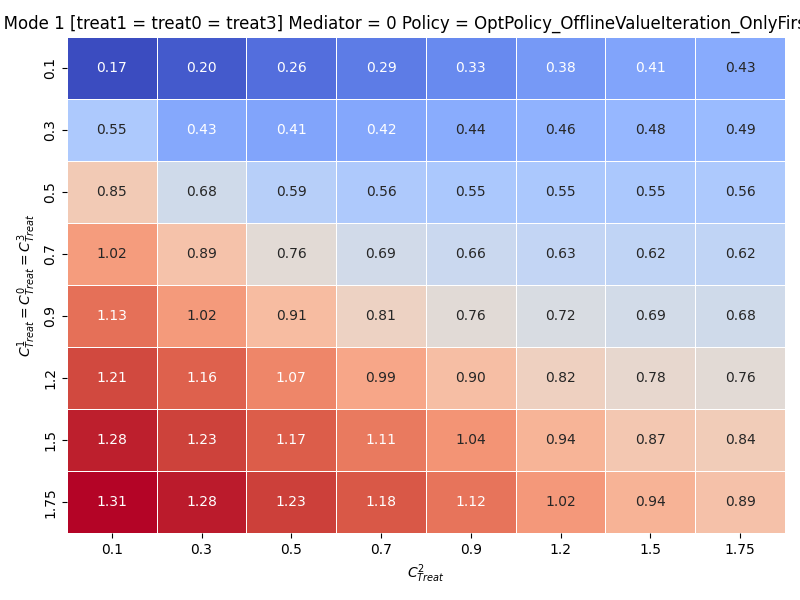 Mode 1 [treat1 = treat0 = treat3] Mediator = 0 Policy = OptPolicy_OfflineValueIteration_OnlyFirs
0.1 0.17 0.20 0.26 0.29 0.33 0.38 0.41 0.43
0.3 0.55 0.43 0.41 0.42 0.44 0.46 0.48 0.49
0.5 0.85 0.68 0.59 0.56 0.55 0.55 0.55 0.56
0.7 1.02 0.89 0.76 0.69 0.66 0.63 0.62 0.62
0.9 1.13 1.02 0.91 0.81 0.76 0.72 0.69 0.68
1.2 1.21 1.16 1.07 0.99 0.90 0.82 0.78 0.76
1.5 1.28 1.23 1.17 1.11 1.04 0.94 0.87 0.84
1.75 1.31 1.28 1.23 1.18 1.12 1.02 0.94 0.89
0.1 0.3 0.5 0.7 0.9 1.2 1.5 1.75
$C^{2}_{Treat}$
$C^{1}_{Treat} = C^{0}_{Treat} = C^{3}_{Treat}$